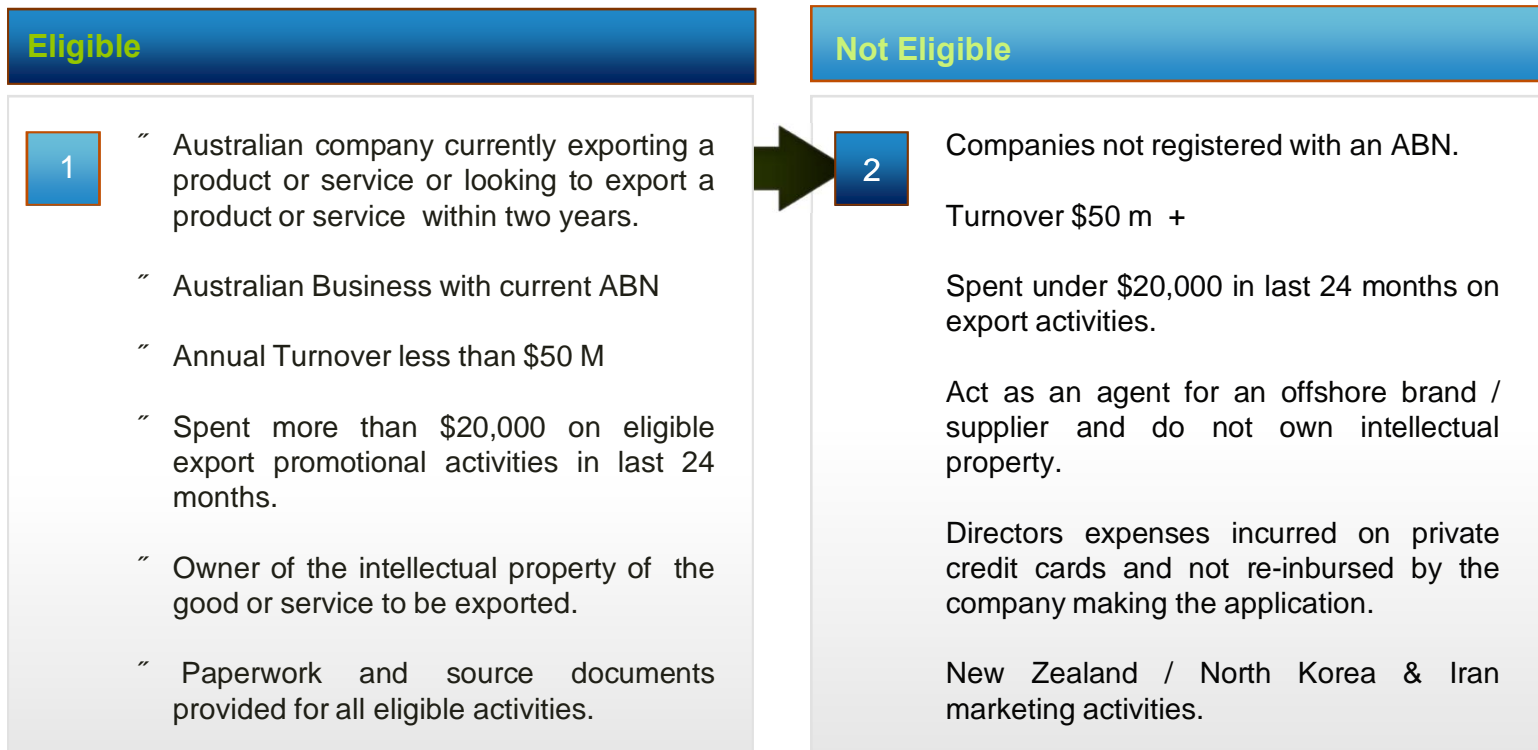 Eligible
1
˝ Australian company currently exporting a
product or service or looking to export a
product or service within two years.
˝ Australian Business with current ABN
˝ Annual Turnover less than $50 M
˝ Spent more than $20,000 on eligible
export promotional activities in last 24
months.
˝ Owner of the intellectual property of the
good or service to be exported.
˝ Paperwork and source documents
provided for all eligible activities.
Not Eligible
2
Companies not registered with an ABN.
Turnover $50 m +
Spent under $20,000 in last 24 months on
export activities.
Act as an agent for an offshore brand /
supplier and do not own intellectual
property.
Directors expenses incurred on private
credit cards and not re-inbursed by the
company making the application.
New Zealand / North Korea & Iran
marketing activities.